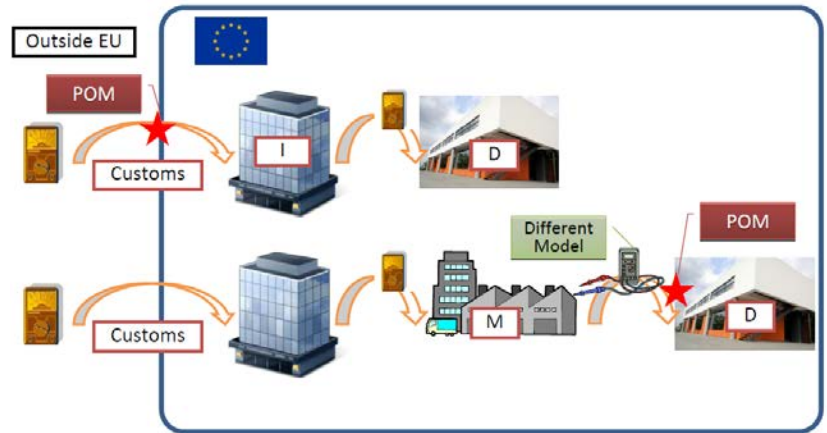 Outside EU
POM
I
D
Customs
Different
Model
POM
Customs
M
D